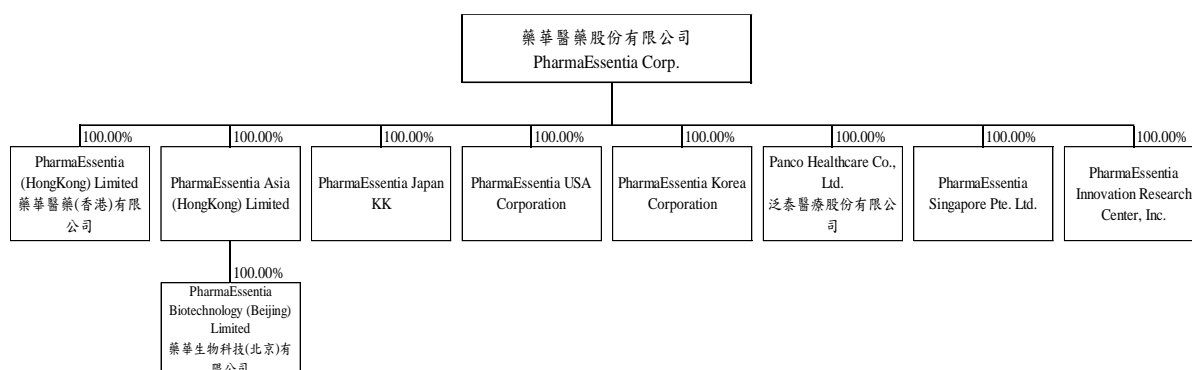 藥華醫藥股份有限公司
PharmaEssentia Corp.
100.00%
100.00%
100.00%
100.00%
100.00%
100.00%
100.00%
100.00%
PharmaEssentia
(HongKong) Limited
藥華醫藥(香港)有限
公司
PharmaEssentia Asia
(HongKong) Limited
PharmaEssentia Japan
KK
PharmaEssentia USA
Corporation
PharmaEssentia Korea
Corporation
Panco Healthcare Co.,
Ltd.
泛泰醫療股份有限公
司
PharmaEssentia
Singapore Pte. Ltd.
PharmaEssentia
Innovation Research
Center, Inc.
100.00%
PharmaEssentia
Biotechnology (Beijing)
Limited
藥華生物科技(北京)有
限公司